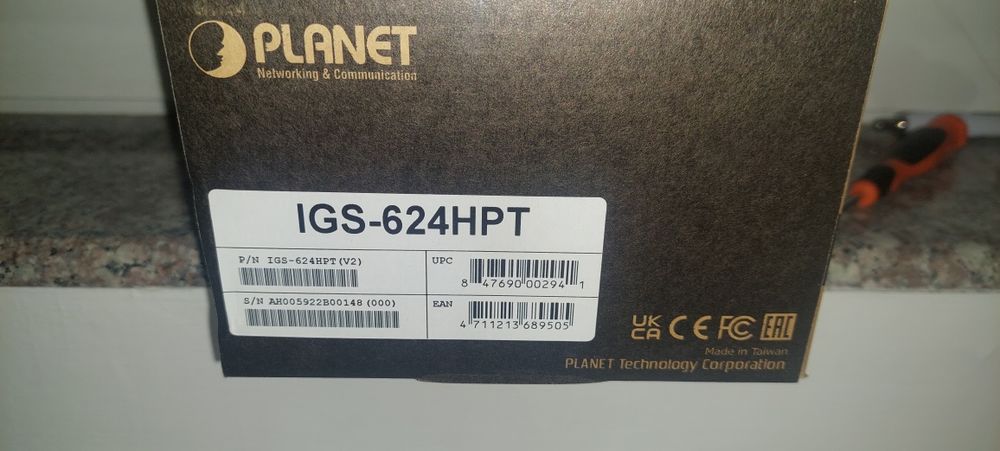 PLANET
Networking & Communication
IGS-624HPT
P/N IGS-624HPT(V2)
UPC
8 47690 00294 1
S/N AH005922B00148(000)
EAN
4 711213 689505
UK CA CE FC EAC
Made in Taiwan
PLANET Technology Corporation